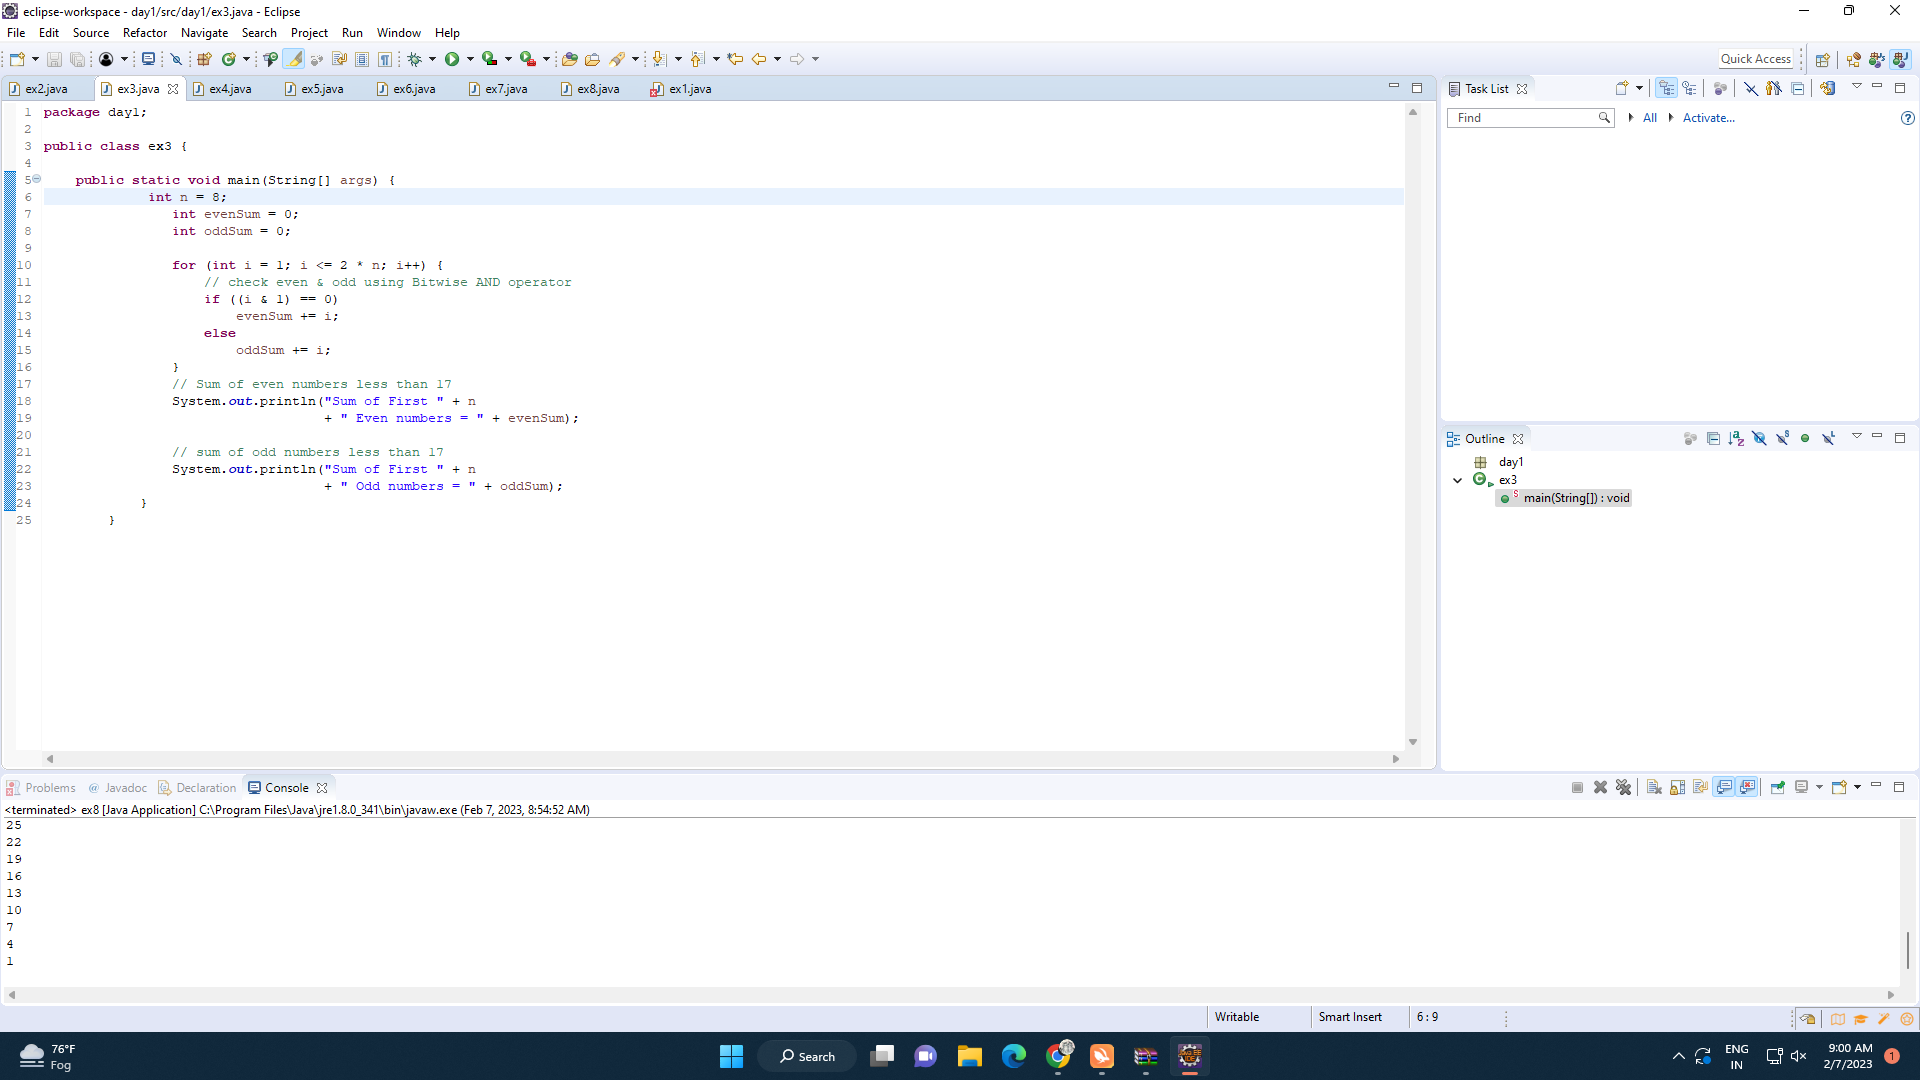 eclipse-workspace - day1/src/day1/ex3.java - Eclipse
File Edit Source Refactor Navigate Search Project Run Window Help
Quick Access
ex2.java ex3.java ex4.java ex5.java ex6.java ex7.java ex8.java ex1.java
1 package day1;
2
3 public class ex3 {
4
5 public static void main(String[] args) {
6 int n = 8;
7 int evenSum = 0;
8 int oddSum = 0;
9
10 for (int i = 1; i <= 2 * n; i++) {
11 // check even & odd using Bitwise AND operator
12 if ((i & 1) == 0)
13 evenSum += i;
14 else
15 oddSum += i;
16 }
17 // Sum of even numbers less than 17
18 System.out.println("Sum of First " + n
19 + " Even numbers = " + evenSum);
20
21 // sum of odd numbers less than 17
22 System.out.println("Sum of First " + n
23 + " Odd numbers = " + oddSum);
24 }
25 }
Task List
Find All Activate...
Outline
day1
ex3
main(String[]) : void
Problems @ Javadoc Declaration Console
<terminated> ex8 [Java Application] C:\Program Files\Java\jre1.8.0_341\bin\javaw.exe (Feb 7, 2023, 8:54:52 AM)
25
22
19
16
13
10
7
4
1
Writable Smart Insert 6 : 9
76°F
Fog
Search
ENG
IN
9:00 AM
2/7/2023
1